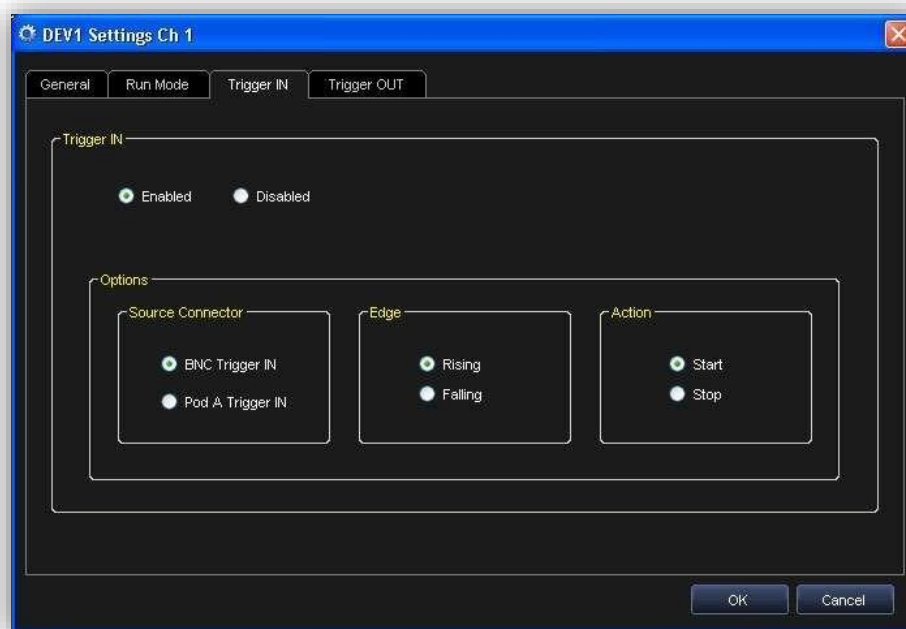 DEV1 Settings Ch 1
General Run Mode Trigger IN Trigger OUT
Trigger IN
Enabled Disabled
Options
Source Connector Edge Action
BNC Trigger IN Rising Start
Pod A Trigger IN Falling Stop
OK Cancel